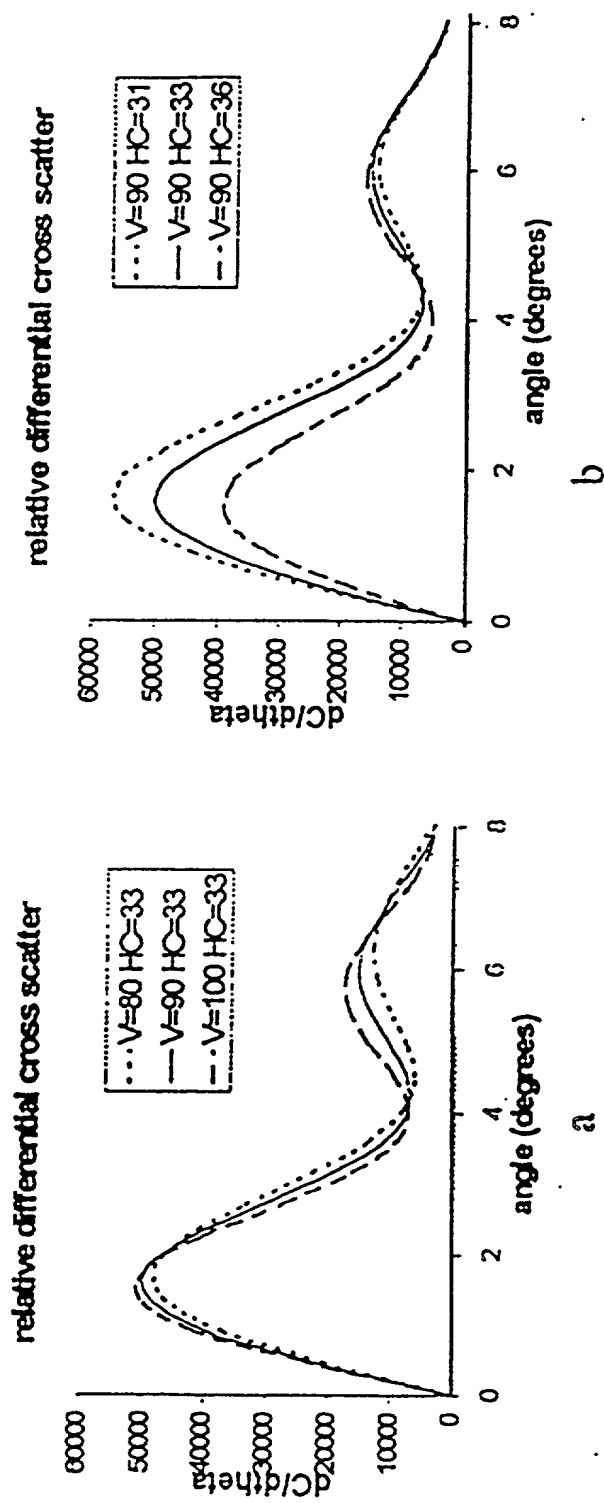 relative differential cross scatter
60000
50000
40000
30000
20000
10000
0
dC/dtheta
V=80 HC=33
V=90 HC=33
V=100 HC=33
0
2
4
6
8
angle (degrees)
a
relative differential cross scatter
60000
50000
40000
30000
20000
10000
0
dC/dtheta
V=90 HC=31
V=90 HC=33
V=90 HC=36
0
2
4
6
8
angle (degrees)
b